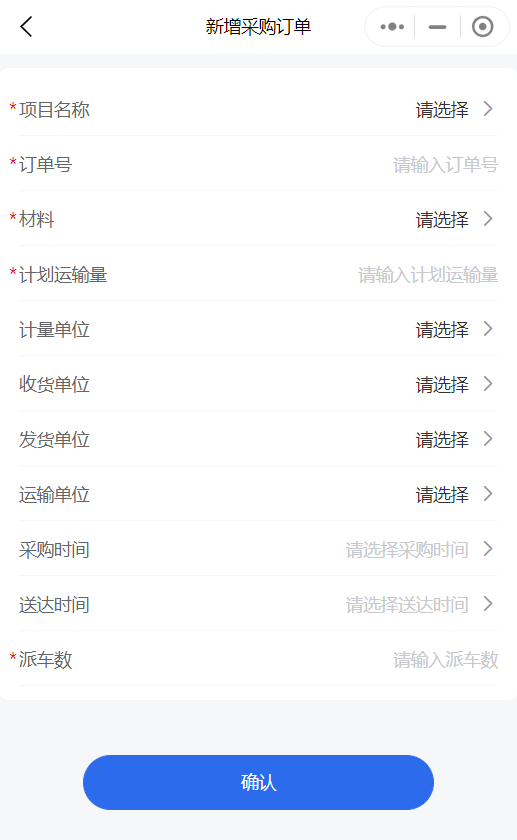 新增采购订单
*项目名称 请选择
*订单号 请输入订单号
*材料 请选择
*计划运输量 请输入计划运输量
计量单位 请选择
收货单位 请选择
发货单位 请选择
运输单位 请选择
采购时间 请选择采购时间
送达时间 请选择送达时间
*派车数 请输入派车数
确认